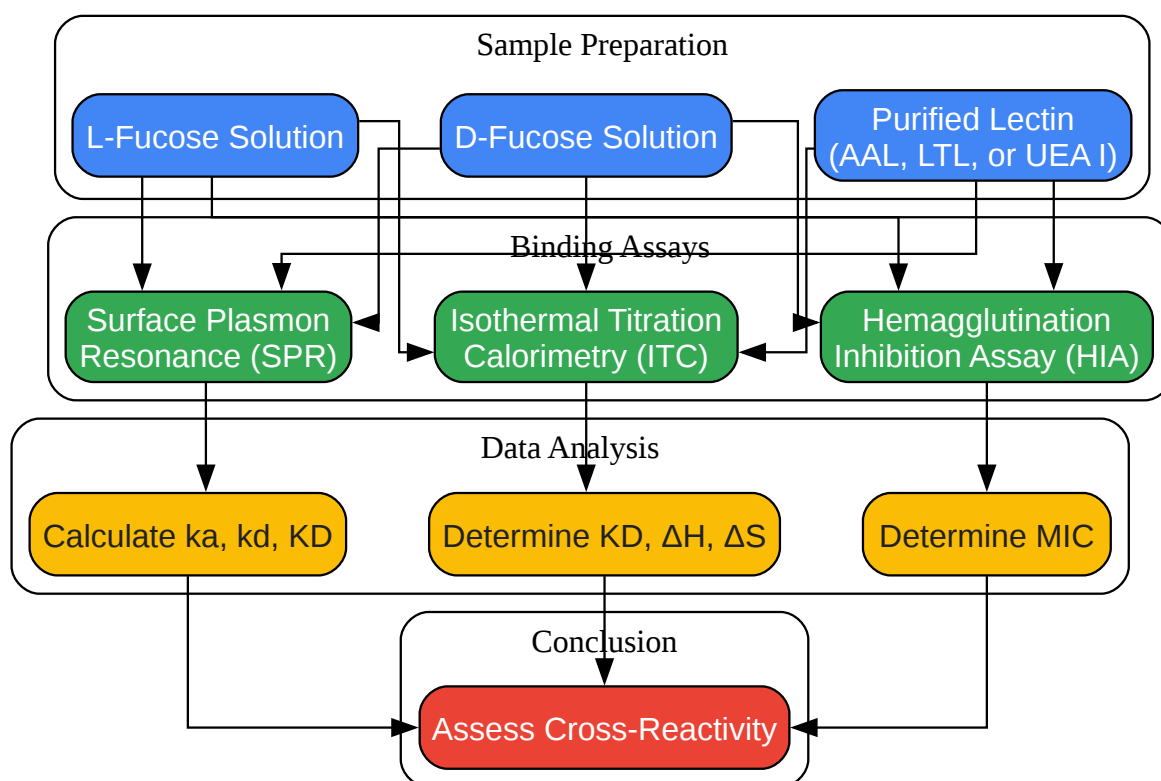 Sample Preparation
L-Fucose Solution
D-Fucose Solution
Purified Lectin
(AAL, LTL, or UEA I)
Binding Assays
Surface Plasmon
Resonance (SPR)
Isothermal Titration
Calorimetry (ITC)
Hemagglutination
Inhibition Assay (HIA)
Data Analysis
Calculate ka, kd, KD
Determine KD, ΔH, ΔS
Determine MIC
Conclusion
Assess Cross-Reactivity